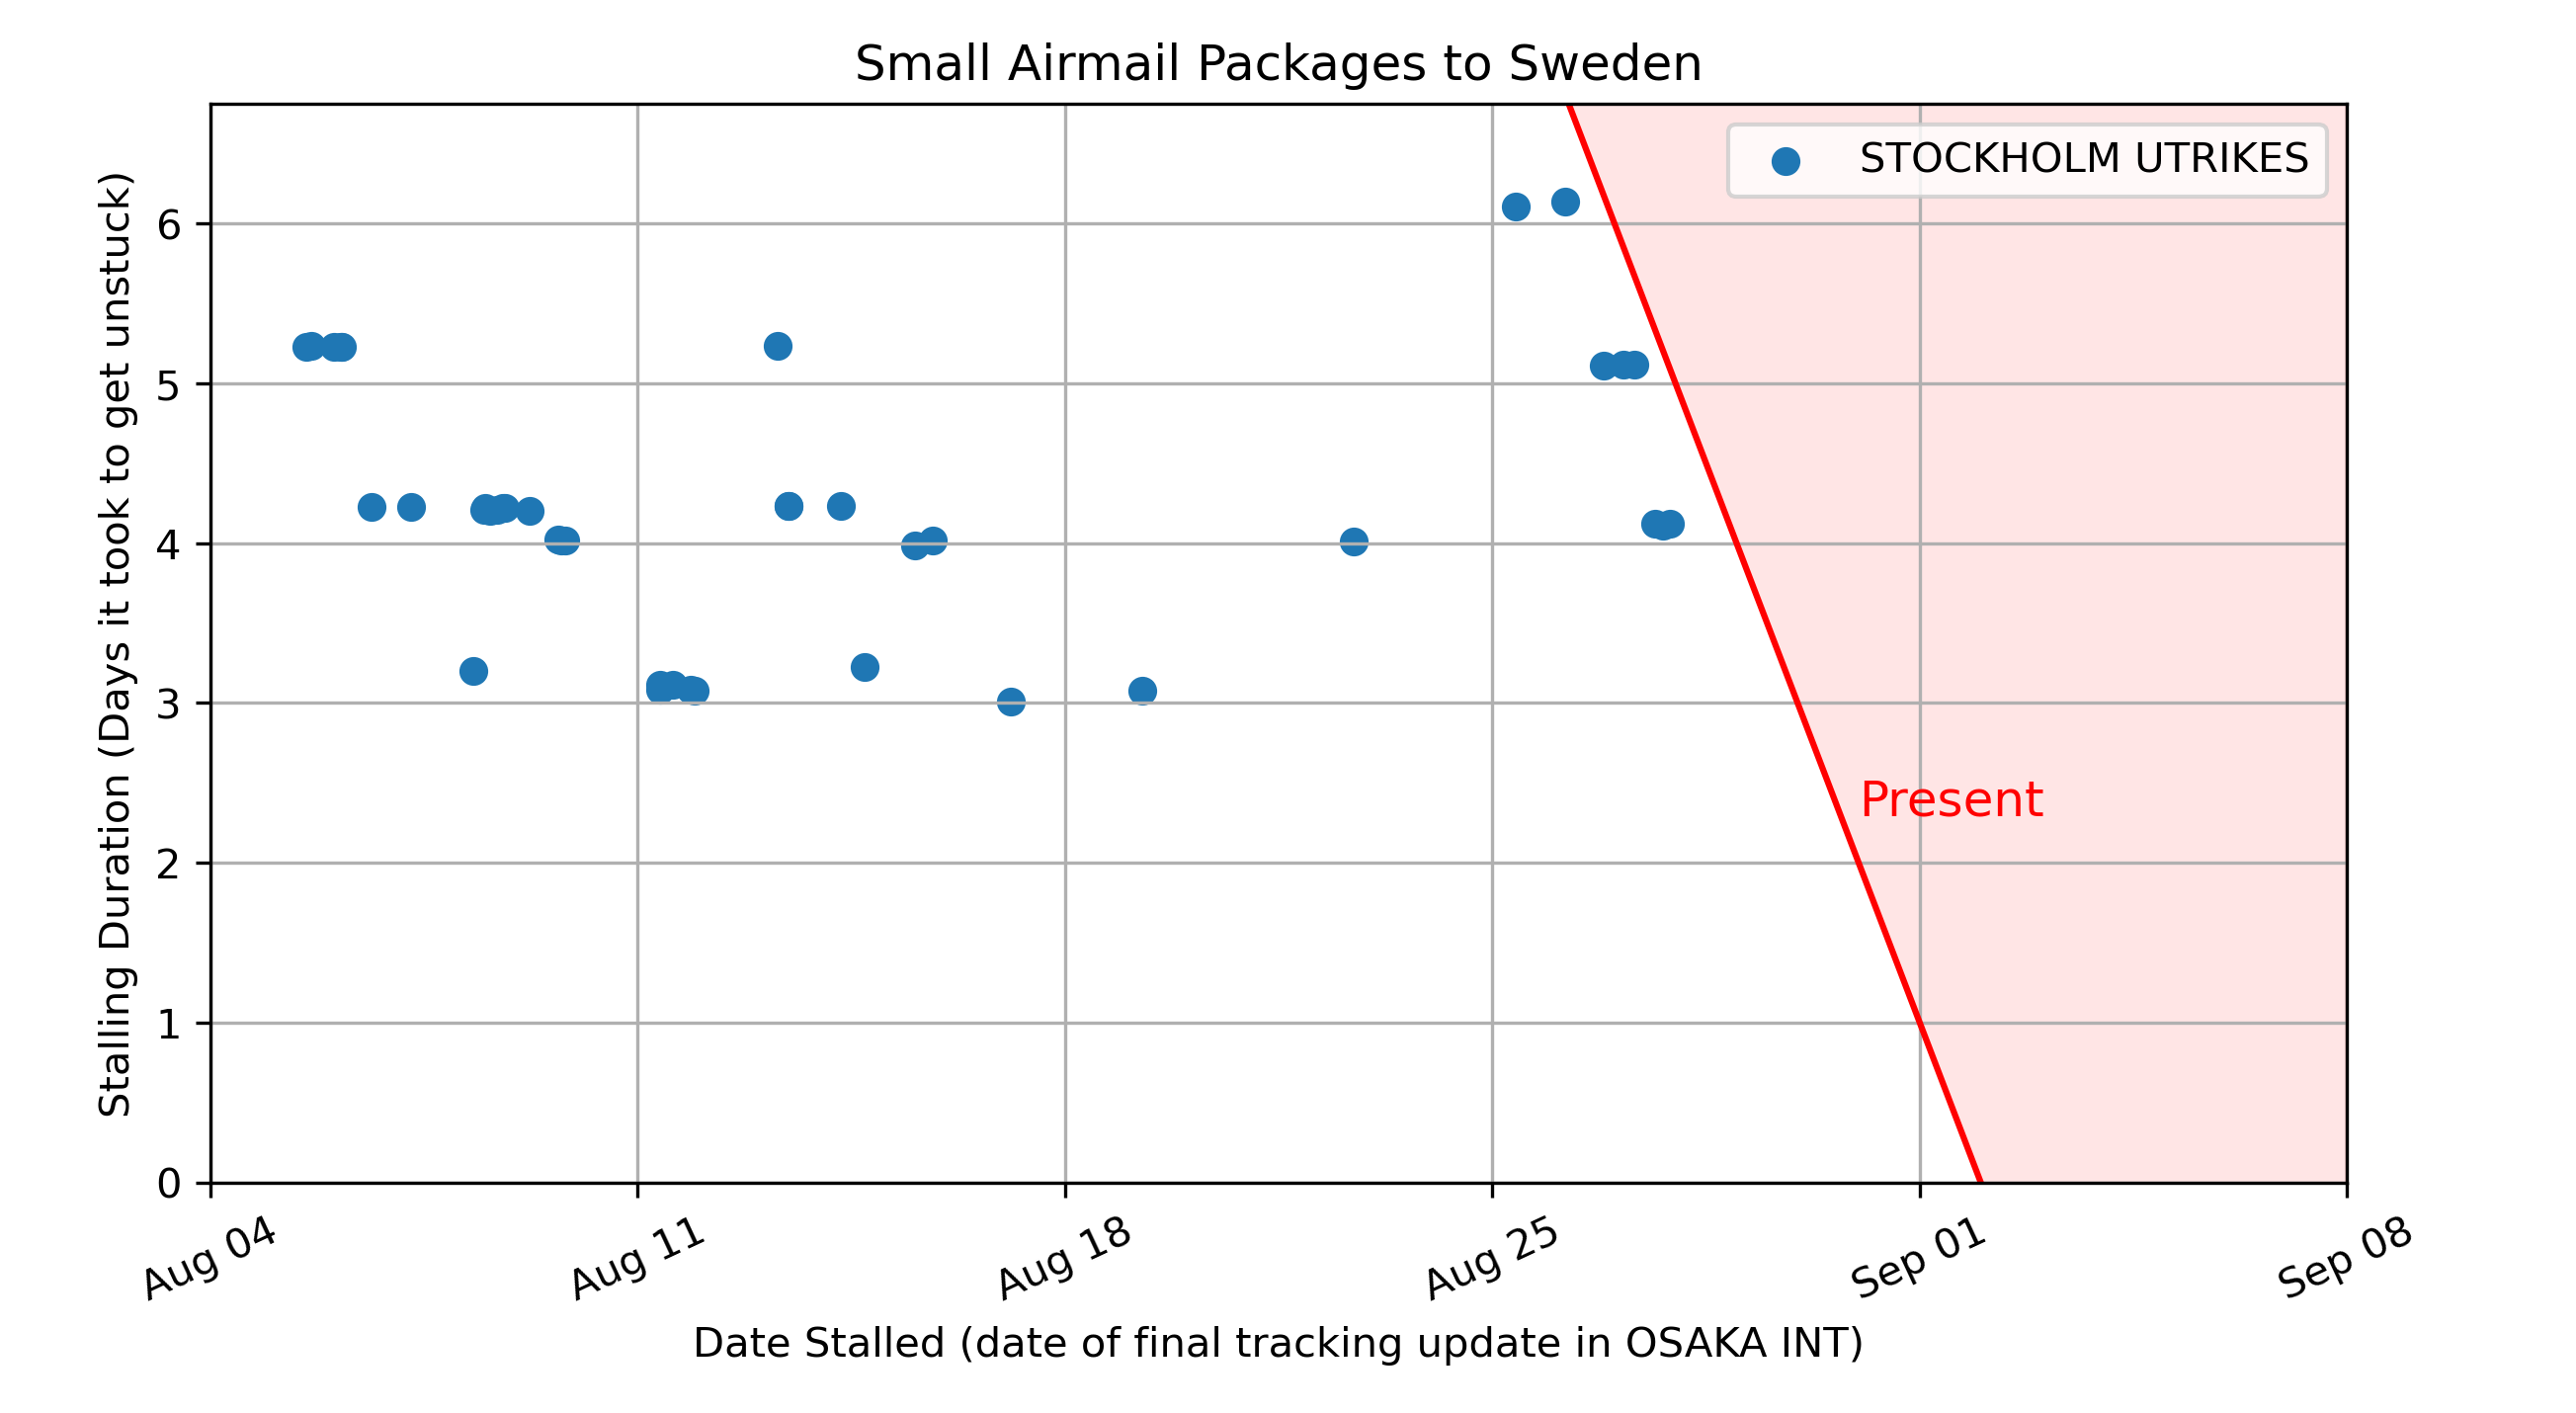 Small Airmail Packages to Sweden
STOCKHOLM UTRIKES
Stalling Duration (Days it took to get unstuck)
6
5
4
3
2
1
0
Present
Aug 04
Aug 11
Aug 18
Aug 25
Sep 01
Sep 08
Date Stalled (date of final tracking update in OSAKA INT)